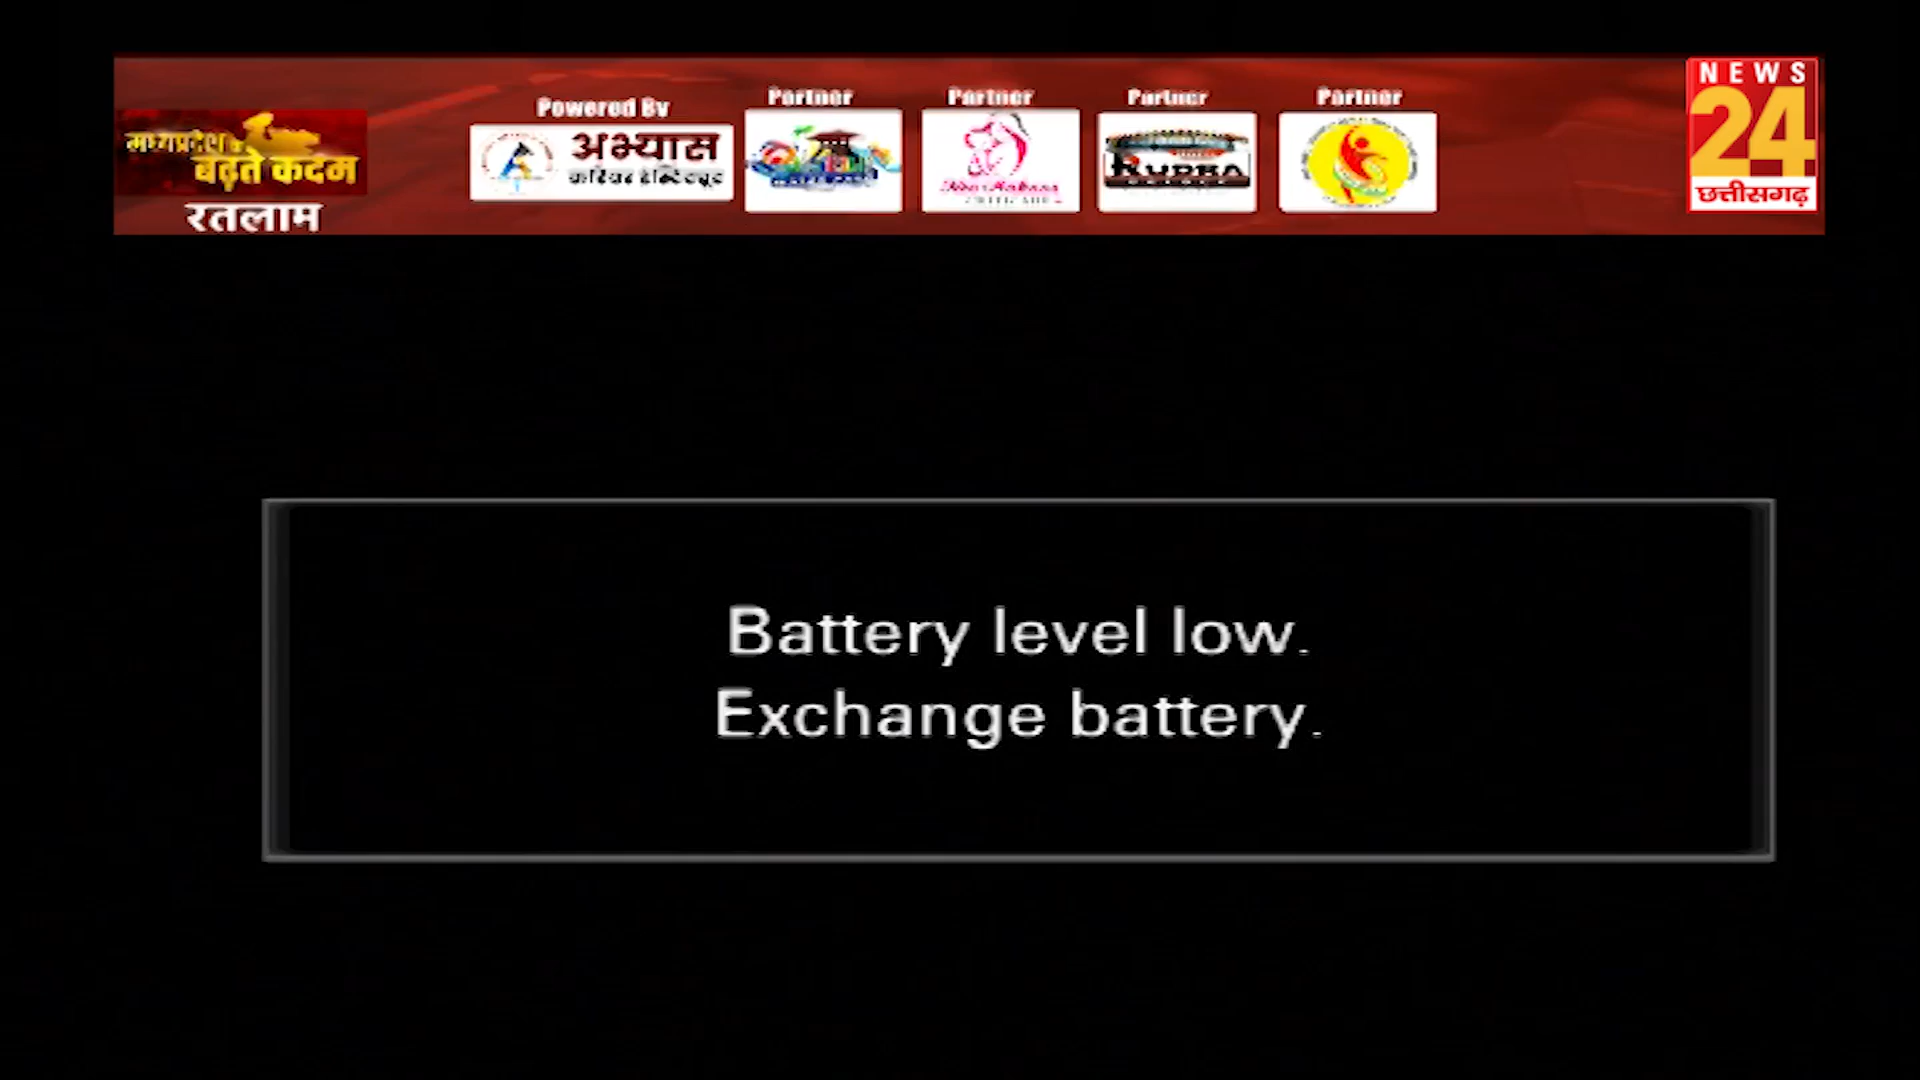 मध्यप्रदेश के
बढ़ते कदम
रतलाम
Powered By
अभ्यास
Partner
Partner
Partner
Partner
NEWS
24
छत्तीसगढ़
Battery level low.
Exchange battery.